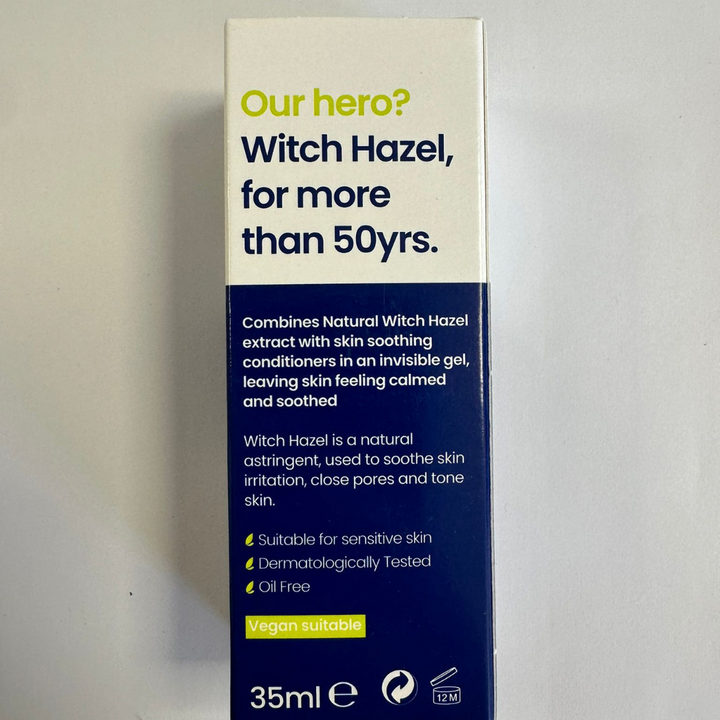 Our hero?
Witch Hazel,
for more
than 50yrs.
Combines Natural Witch Hazel
extract with skin soothing
conditioners in an invisible gel,
leaving skin feeling calmed
and soothed
Witch Hazel is a natural
astringent, used to soothe skin
irritation, close pores and tone
skin.
Suitable for sensitive skin
Dermatologically Tested
Oil Free
Vegan suitable
35ml ℮
12M